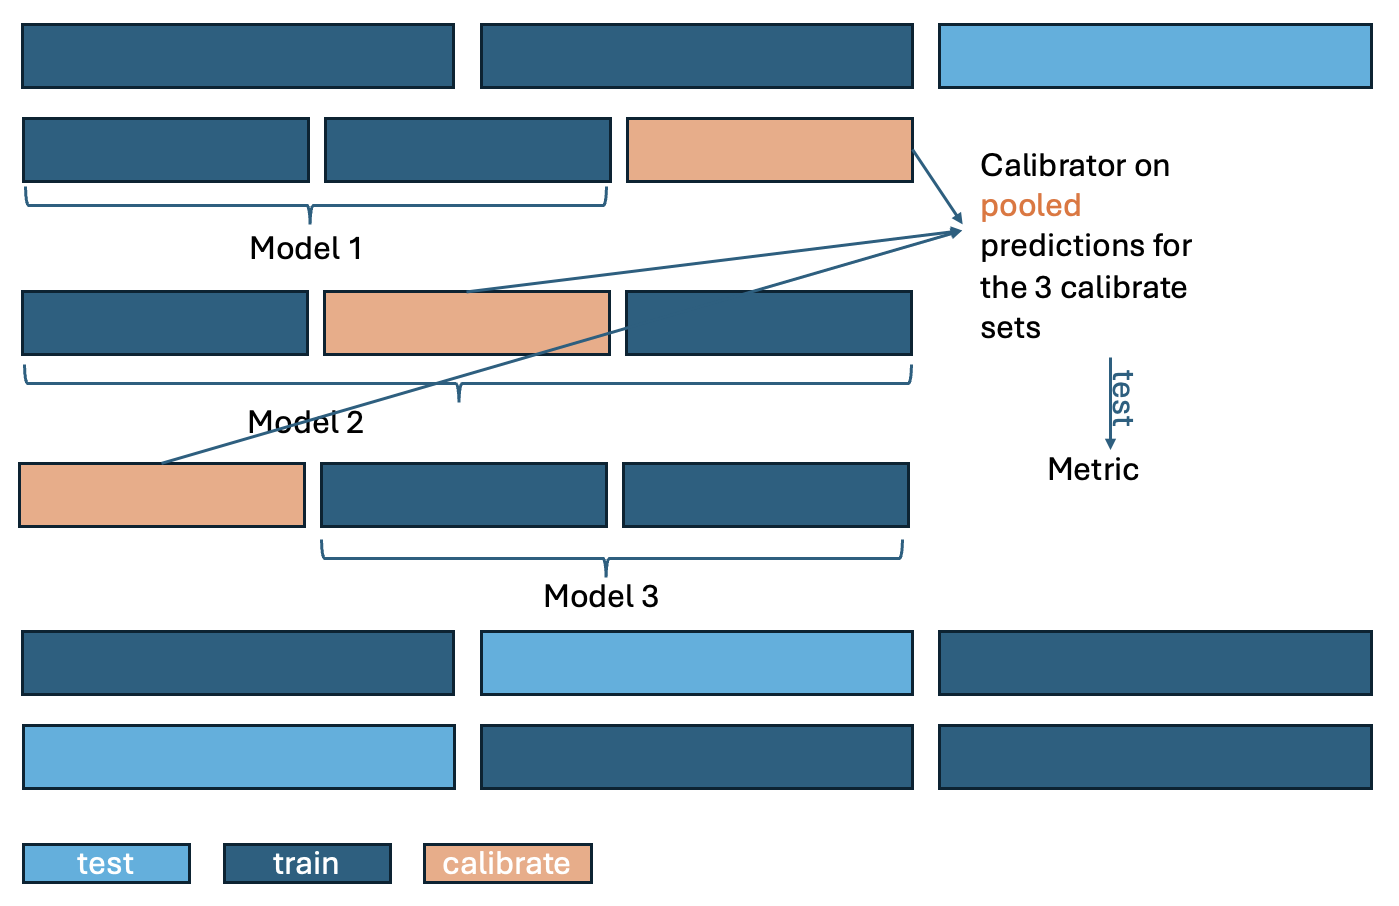 Calibrator on
pooled
predictions for
the 3 calibrate
sets
Model 1
Model 2
test
Metric
Model 3
test
train
calibrate